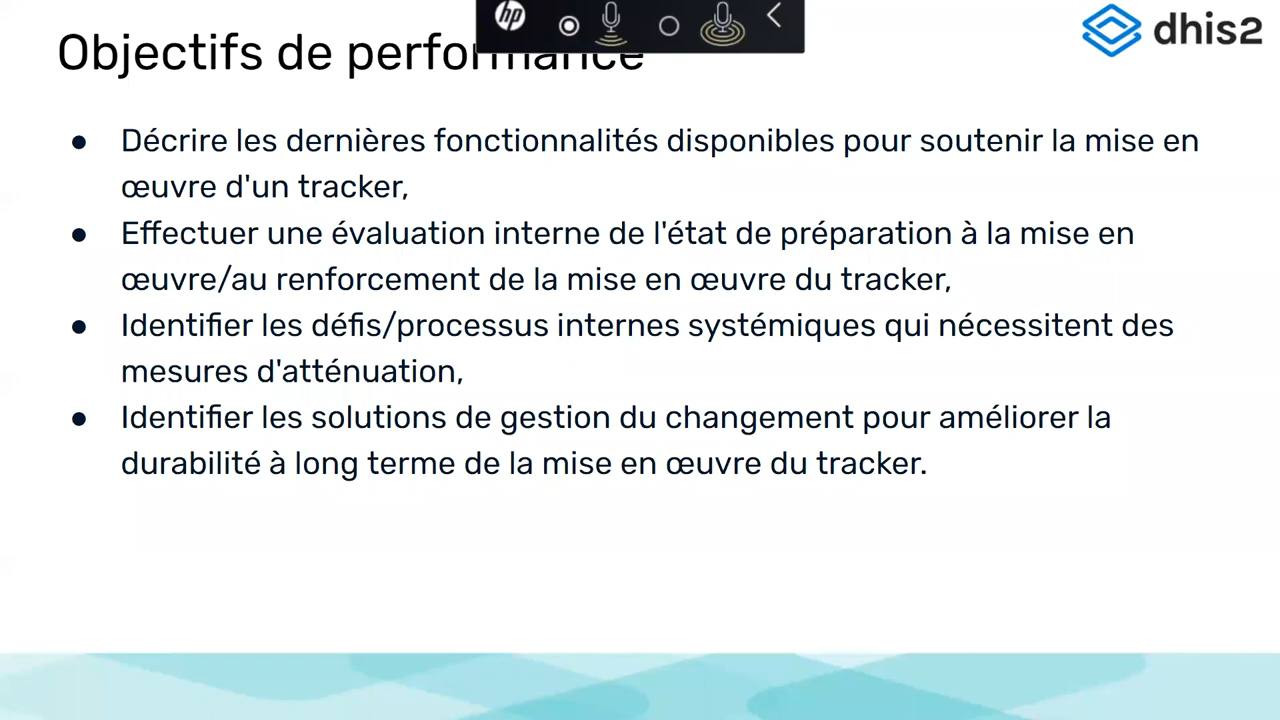 hp
dhis2
Objectifs de performance
● Décrire les dernières fonctionnalités disponibles pour soutenir la mise en
œuvre d'un tracker,
● Effectuer une évaluation interne de l'état de préparation à la mise en
œuvre/au renforcement de la mise en œuvre du tracker,
● Identifier les défis/processus internes systémiques qui nécessitent des
mesures d'atténuation,
● Identifier les solutions de gestion du changement pour améliorer la
durabilité à long terme de la mise en œuvre du tracker.